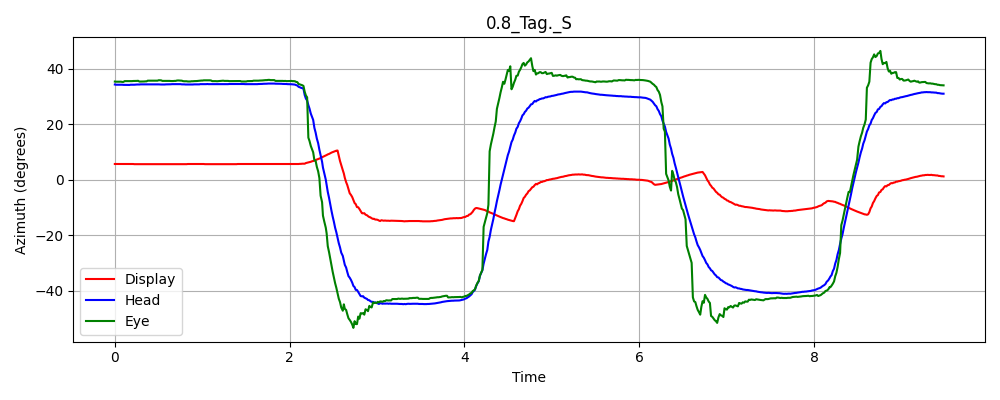 0.8_Tag._S
Azimuth (degrees)
40
20
0
−20
−40
Display
Head
Eye
0 2 4 6 8
Time